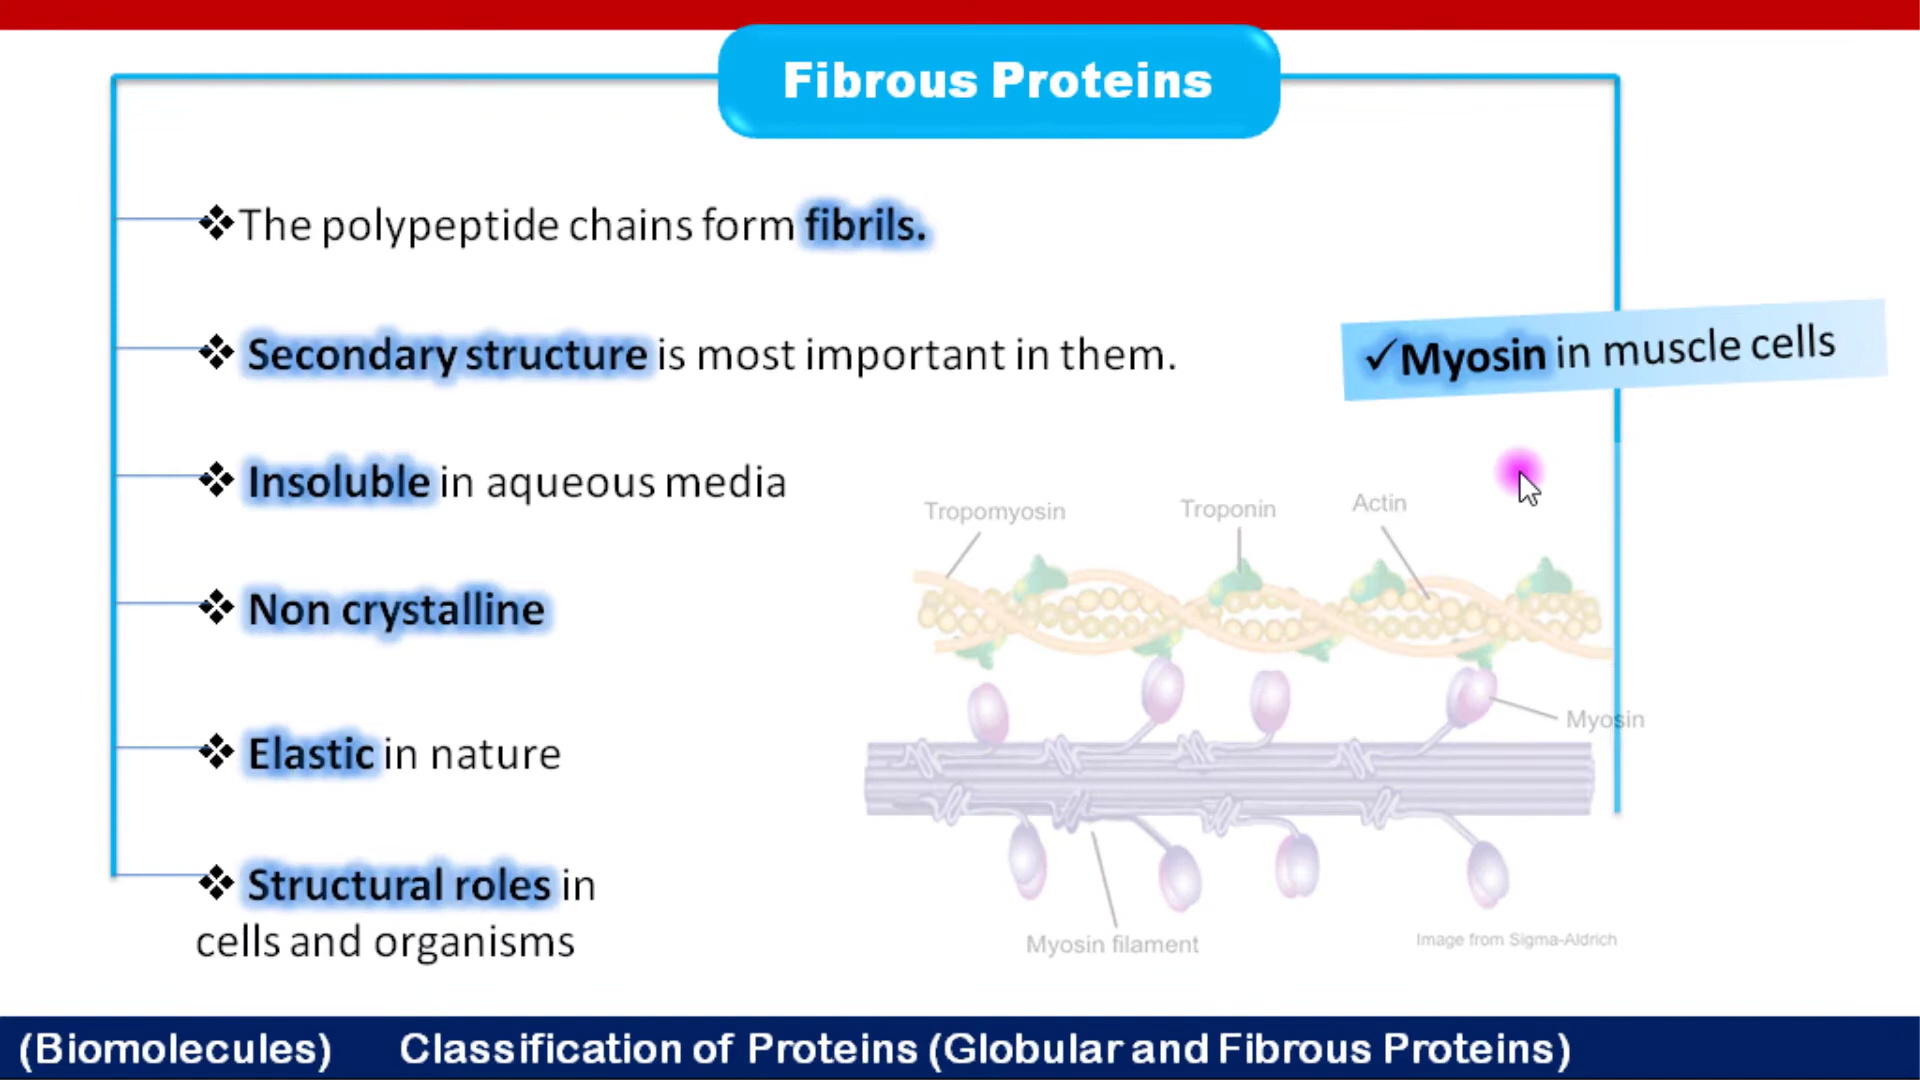 Fibrous Proteins
❖The polypeptide chains form fibrils.
❖ Secondary structure is most important in them.
✓Myosin in muscle cells
❖ Insoluble in aqueous media
Tropomyosin
Troponin
Actin
❖ Non crystalline
Myosin
❖ Elastic in nature
❖ Structural roles in
cells and organisms
Myosin filament
Image from Sigma-Aldrich
(Biomolecules) Classification of Proteins (Globular and Fibrous Proteins)